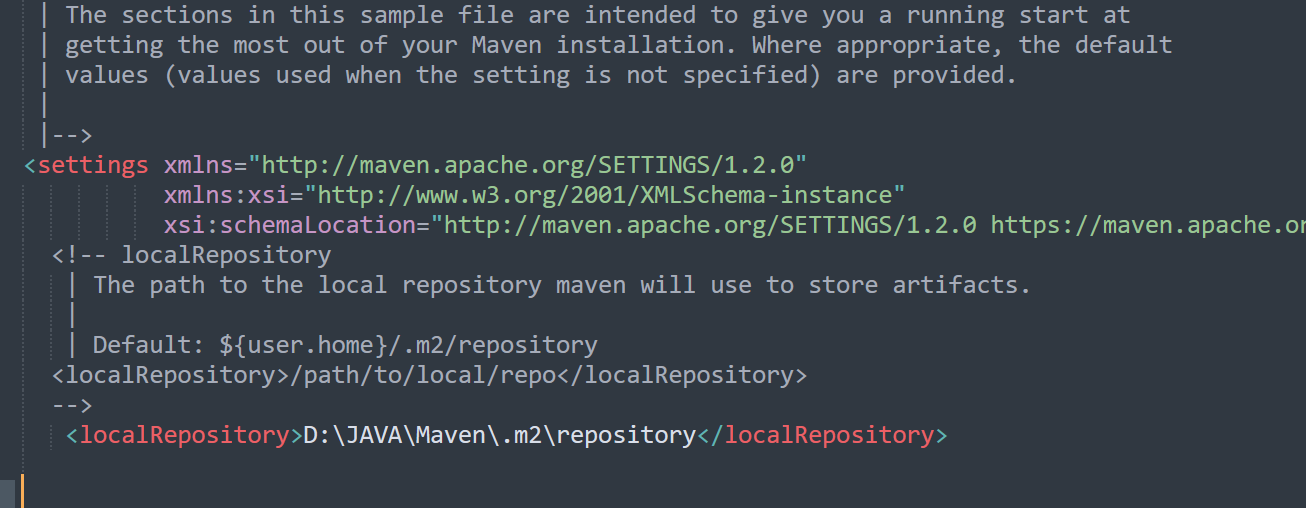 | The sections in this sample file are intended to give you a running start at
| getting the most out of your Maven installation. Where appropriate, the default
| values (values used when the setting is not specified) are provided.
|
|-->
<settings xmlns="http://maven.apache.org/SETTINGS/1.2.0"
xmlns:xsi="http://www.w3.org/2001/XMLSchema-instance"
xsi:schemaLocation="http://maven.apache.org/SETTINGS/1.2.0 https://maven.apache.or
<!-- localRepository
| The path to the local repository maven will use to store artifacts.
|
| Default: ${user.home}/.m2/repository
<localRepository>/path/to/local/repo</localRepository>
-->
<localRepository>D:\JAVA\Maven\.m2\repository</localRepository>